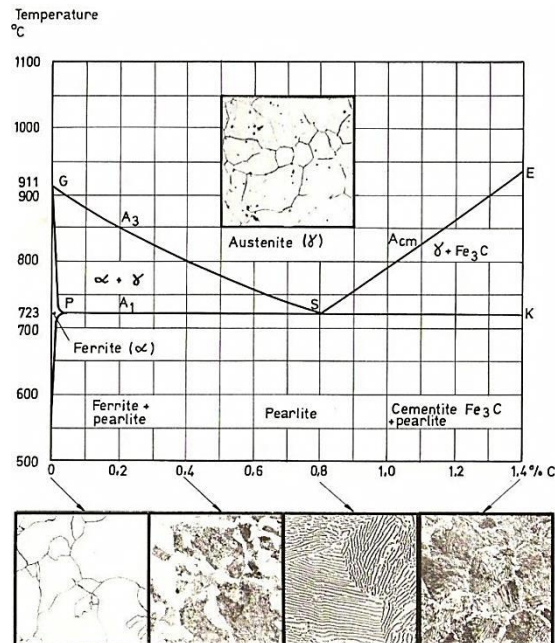 Temperature
°C
1100
1000
911
G
E
900
A3
Acm
Austenite (γ)
γ + Fe3C
800
α + γ
P
A1
S
723
K
700
Ferrite (α)
600
Ferrite +
pearlite
Pearlite
Cementite Fe3C
+pearlite
500
0
0.2
0.4
0.6
0.8
1.0
1.2
1.4 % C